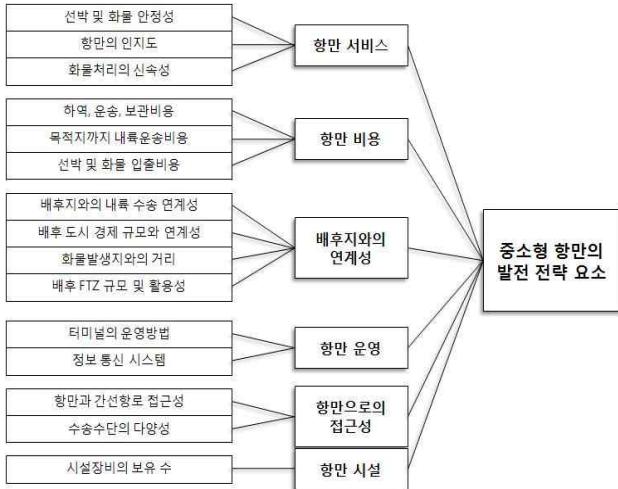 선박 및 화물 안정성
항만의 인지도
화물처리의 신속성
항만 서비스
하역, 운송, 보관비용
목적지까지 내륙운송비용
선박 및 화물 입출비용
항만 비용
배후지와의 내륙 수송 연계성
배후 도시 경제 규모와 연계성
화물발생지와의 거리
배후 FTZ 규모 및 활용성
배후지와의
연계성
터미널의 운영방법
정보 통신 시스템
항만 운영
항만과 간선항로 접근성
수송수단의 다양성
항만으로의
접근성
시설장비의 보유 수
항만 시설
중소형 항만의
발전 전략 요소